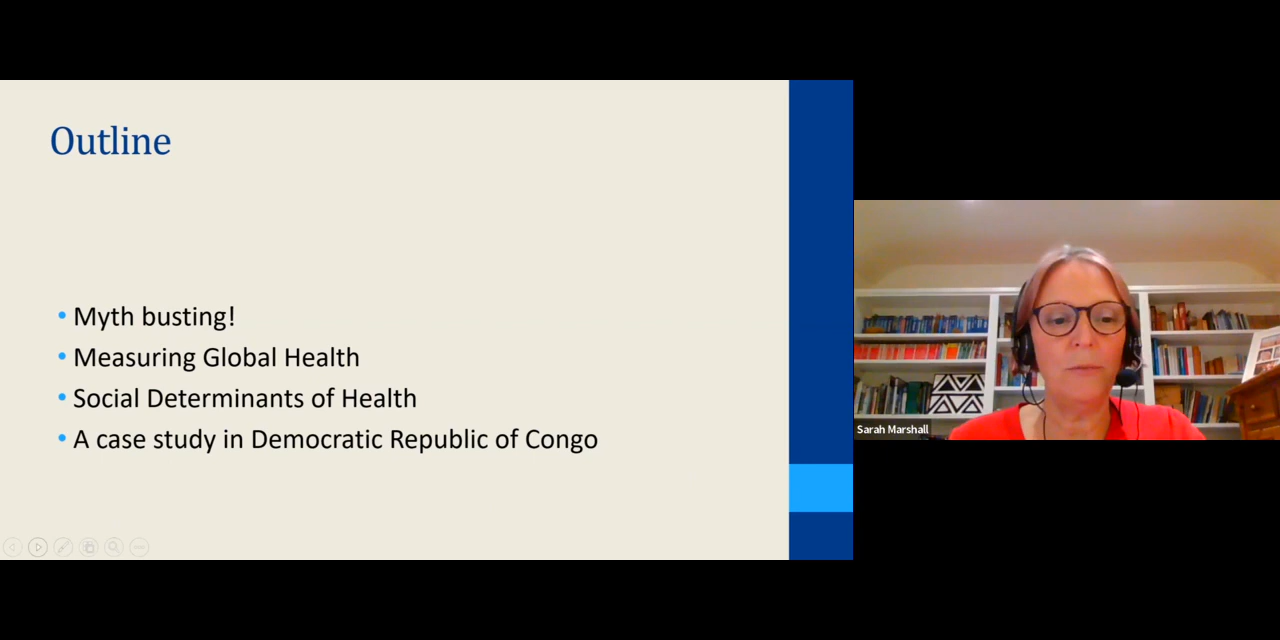 Outline
• Myth busting!
• Measuring Global Health
• Social Determinants of Health
• A case study in Democratic Republic of Congo
Sarah Marshall